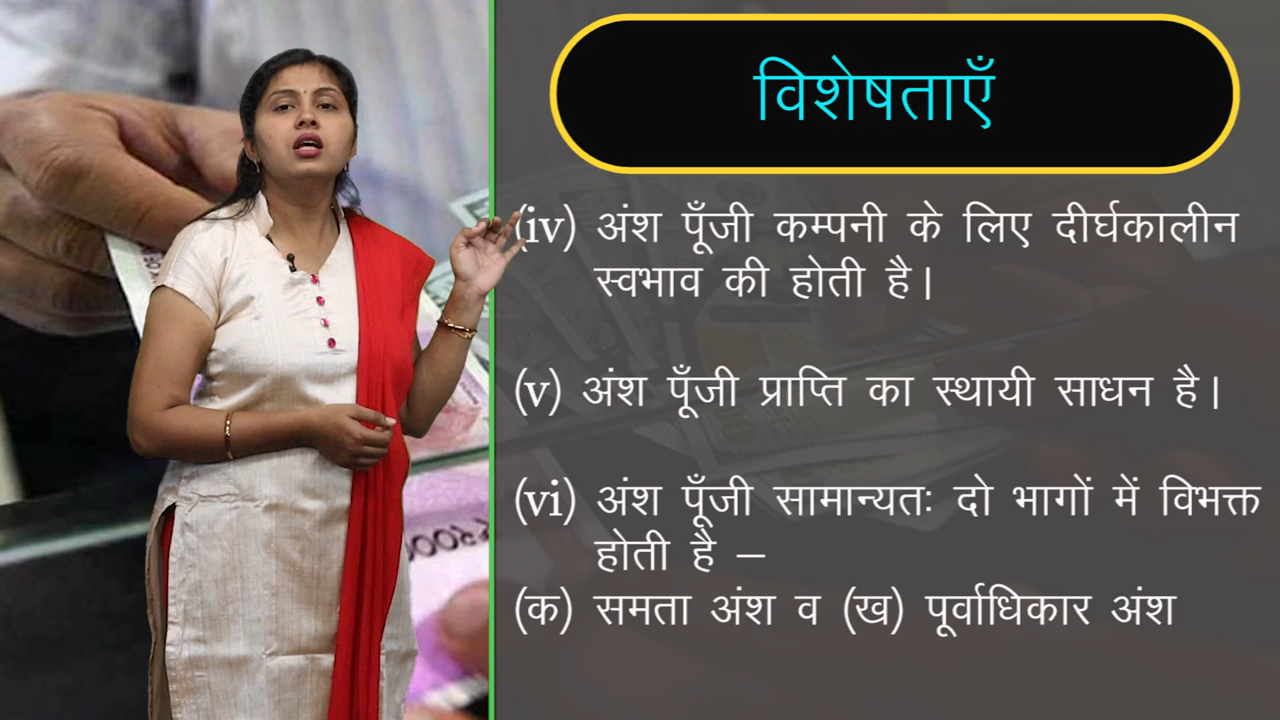 विशेषताएँ
(iv) अंश पूँजी कम्पनी के लिए दीर्घकालीन
स्वभाव की होती है।
(v) अंश पूँजी प्राप्ति का स्थायी साधन है।
(vi) अंश पूँजी सामान्यतः दो भागों में विभक्त
होती है –
(क) समता अंश व (ख) पूर्वाधिकार अंश